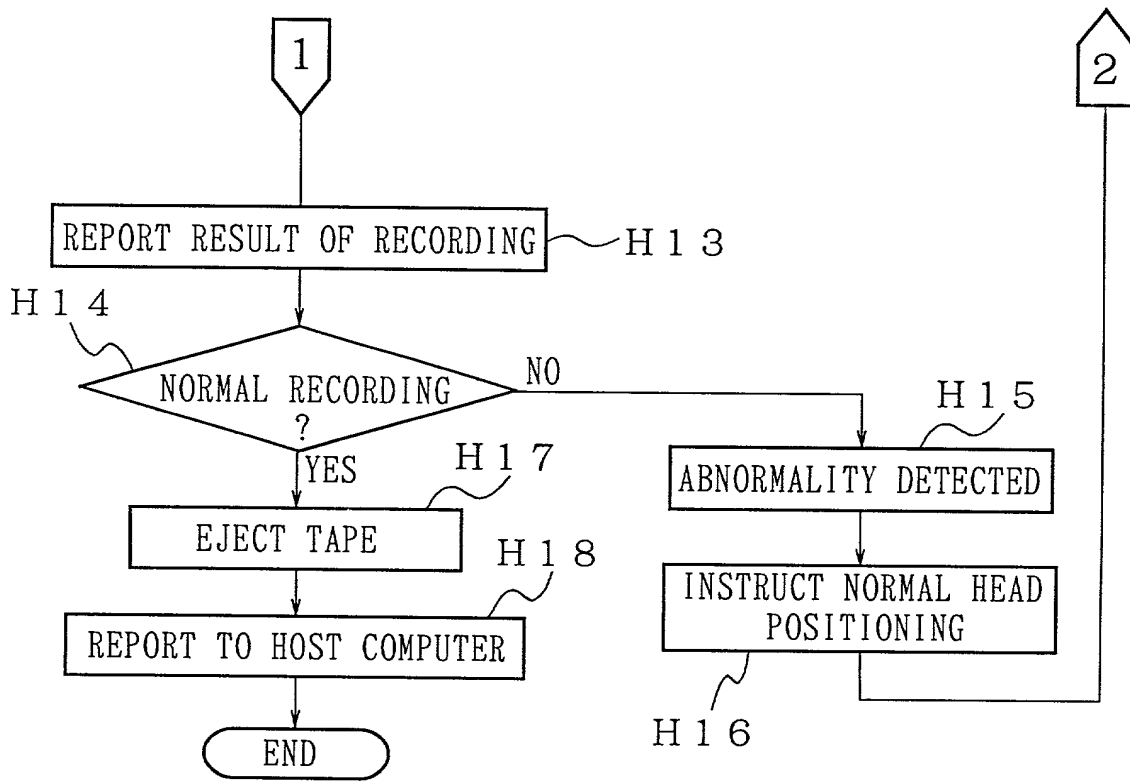 1
2
REPORT RESULT OF RECORDING
H13
H14
NORMAL RECORDING
?
NO
YES
H15
ABNORMALITY DETECTED
H17
EJECT TAPE
INSTRUCT NORMAL HEAD
POSITIONING
H18
REPORT TO HOST COMPUTER
H16
END